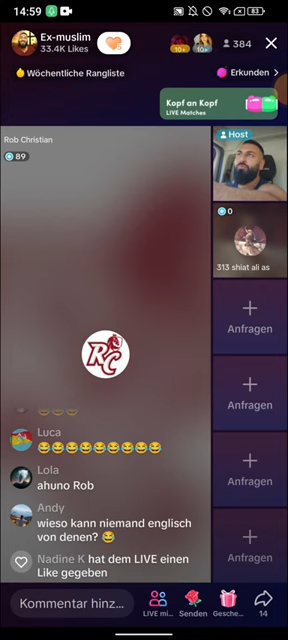 14:59
83
Ex-muslim
33.4K Likes
10+
10+
384
Wöchentliche Rangliste
Erkunden
Kopf an Kopf
LIVE Matches
Rob Christian
89
Host
0
313 shiat ali as
RC
Anfragen
Anfragen
Anfragen
Anfragen
😂😂😂
Luca
😂😂😂😂😂😂😂😂😂😂
Lola
ahuno Rob
Andy
wieso kann niemand englisch
von denen? 😂
Nadine K hat dem LIVE einen
Like gegeben
Kommentar hinz...
LIVE mi...
Senden
Gesche...
14